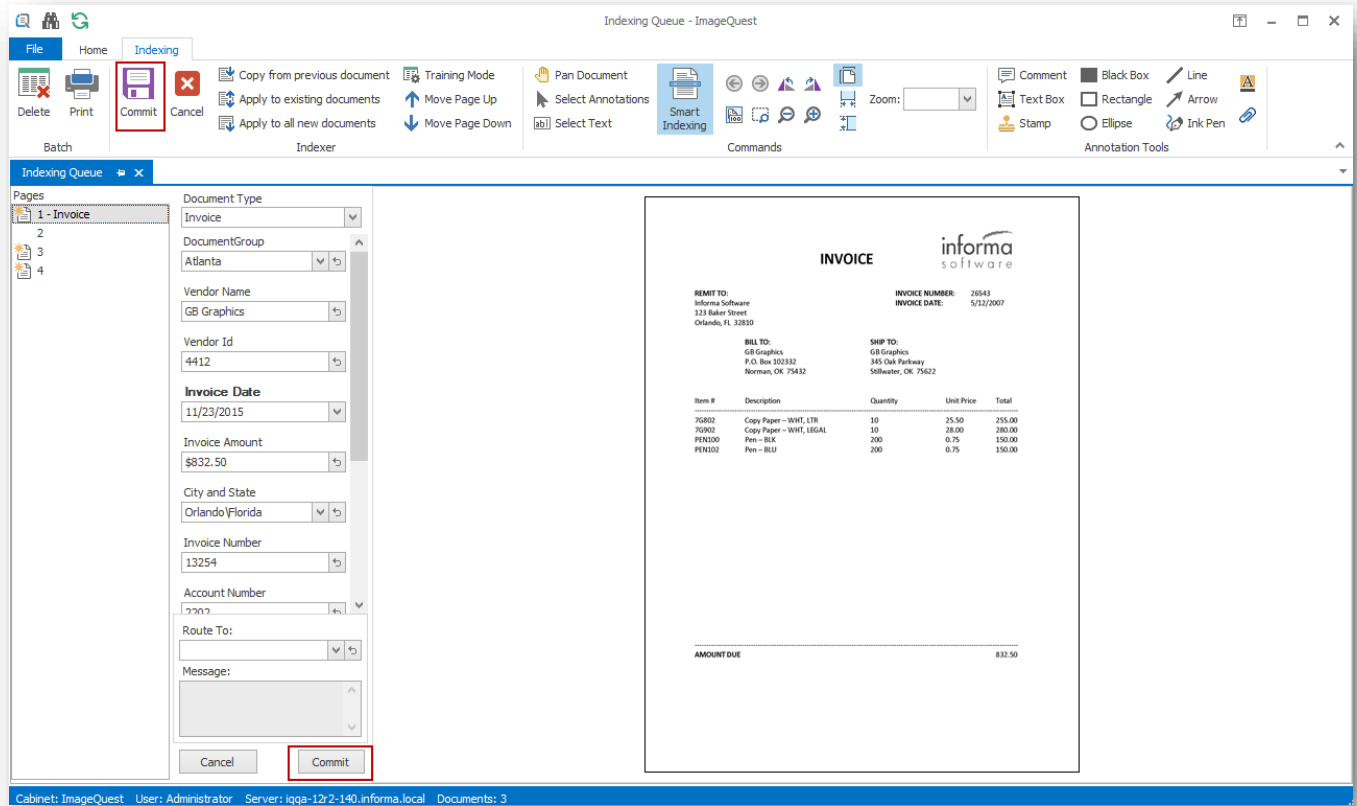 Indexing Queue - ImageQuest
File Home Indexing
Delete
Print
Commit
Cancel
Copy from previous document
Apply to existing documents
Apply to all new documents
Training Mode
Move Page Up
Move Page Down
Pan Document
Select Annotations
ab Select Text
Smart
Indexing
100
Zoom:
Comment
Text Box
Stamp
Black Box
Rectangle
Ellipse
Line
Arrow
Ink Pen
A
Batch Indexer Commands Annotation Tools
Indexing Queue
Pages
1 - Invoice
2
3
4
Document Type
Invoice
DocumentGroup
Atlanta
Vendor Name
GB Graphics
Vendor Id
4412
Invoice Date
11/23/2015
Invoice Amount
$832.50
City and State
Orlando\Florida
Invoice Number
13254
Account Number
2202
Route To:
Message:
Cancel Commit
INVOICE
informa
software
REMIT TO:
Informa Software
123 Baker Street
Orlando, FL 32810
INVOICE NUMBER: 26543
INVOICE DATE: 5/12/2007
BILL TO:
GB Graphics
P.O. Box 102332
Norman, OK 75432
SHIP TO:
GB Graphics
345 Oak Parkway
Stillwater, OK 75622
Item # Description Quantity Unit Price Total
7G802 Copy Paper – WHT, LTR 10 25.50 255.00
7G902 Copy Paper – WHT, LEGAL 10 28.00 280.00
PEN100 Pen – BLK 200 0.75 150.00
PEN102 Pen – BLU 200 0.75 150.00
AMOUNT DUE 832.50
Cabinet: ImageQuest User: Administrator Server: iqqa-12r2-140.informa.local Documents: 3